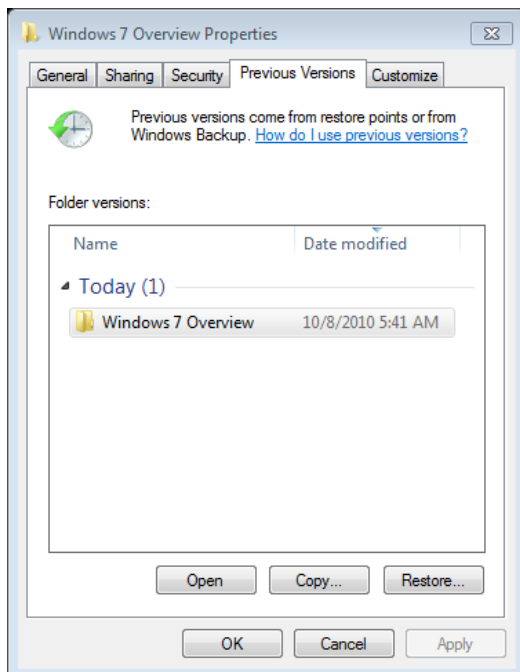 Windows 7 Overview Properties
General Sharing Security Previous Versions Customize
Previous versions come from restore points or from
Windows Backup. How do I use previous versions?
Folder versions:
Name Date modified
Today (1)
Windows 7 Overview 10/8/2010 5:41 AM
Open Copy... Restore...
OK Cancel Apply